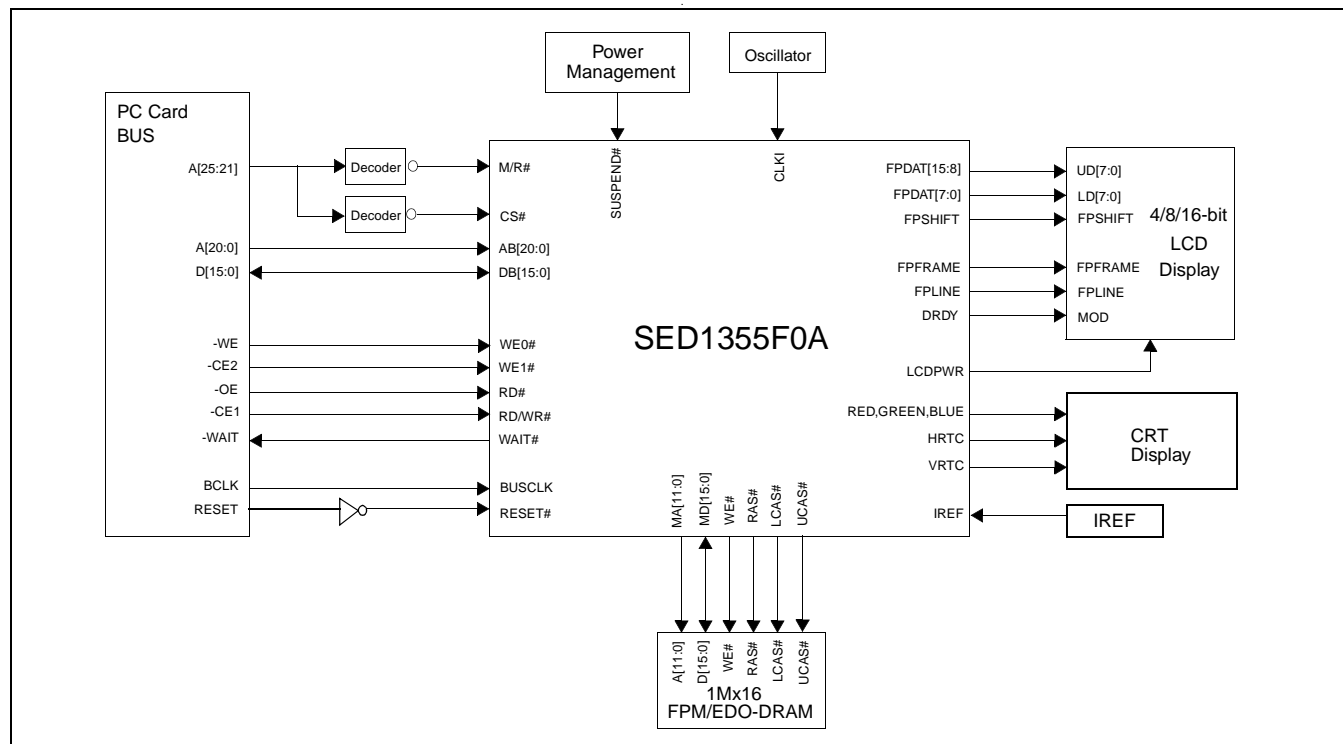 Power
Management
Oscillator
PC Card
BUS
A[25:21]
Decoder
M/R#
Decoder
CS#
A[20:0]
AB[20:0]
D[15:0]
DB[15:0]
-WE
WE0#
-CE2
WE1#
-OE
RD#
-CE1
RD/WR#
-WAIT
WAIT#
BCLK
BUSCLK
RESET
RESET#
SUSPEND#
CLKI
SED1355F0A
FPDAT[15:8]
UD[7:0]
FPDAT[7:0]
LD[7:0]
FPSHIFT
FPSHIFT
4/8/16-bit
LCD
Display
FPFRAME
FPFRAME
FPLINE
FPLINE
DRDY
MOD
LCDPWR
RED,GREEN,BLUE
HRTC
VRTC
CRT
Display
IREF
IREF
MA[11:0]
MD[15:0]
WE#
RAS#
LCAS#
UCAS#
A[11:0]
D[15:0]
WE#
RAS#
LCAS#
UCAS#
1Mx16
FPM/EDO-DRAM